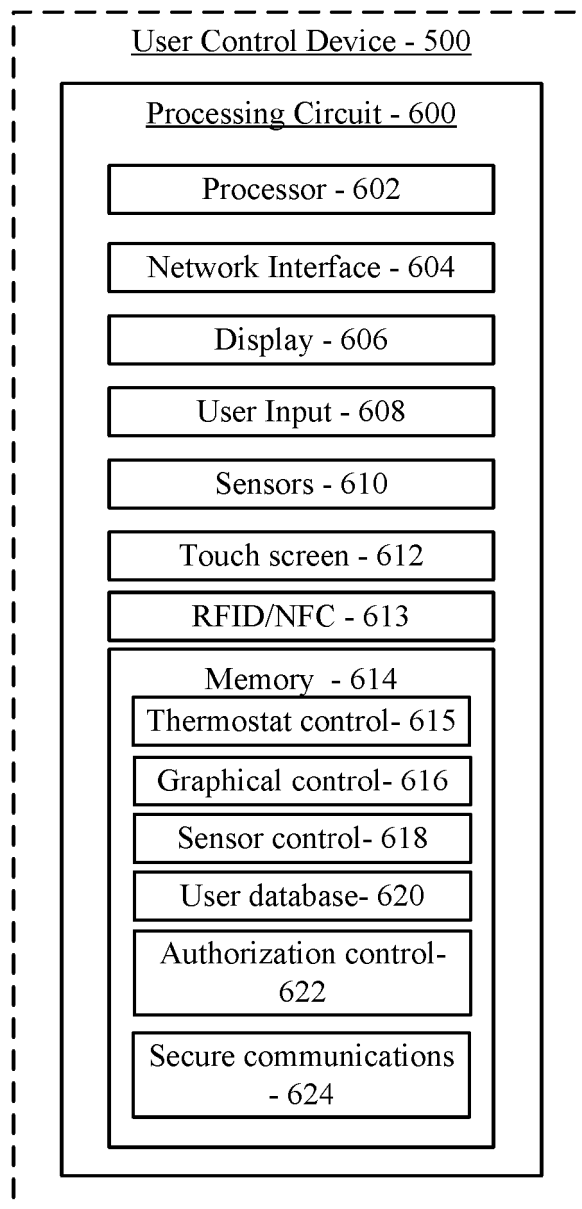 User Control Device - 500
Processing Circuit - 600
Processor - 602
Network Interface - 604
Display - 606
User Input - 608
Sensors - 610
Touch screen - 612
RFID/NFC - 613
Memory - 614
Thermostat control- 615
Graphical control- 616
Sensor control- 618
User database- 620
Authorization control-
622
Secure communications
- 624